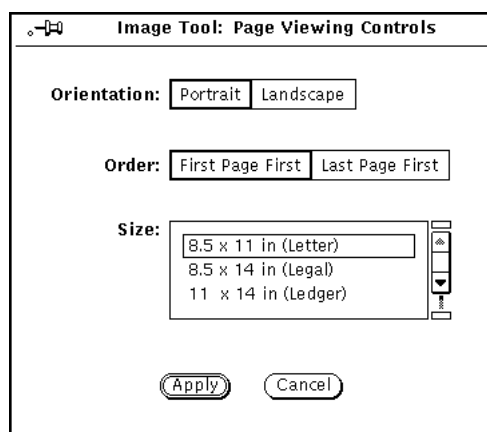 Image Tool: Page Viewing Controls
Orientation: Portrait Landscape
Order: First Page First Last Page First
Size:
8.5 x 11 in (Letter)
8.5 x 14 in (Legal)
11 x 14 in (Ledger)
Apply Cancel